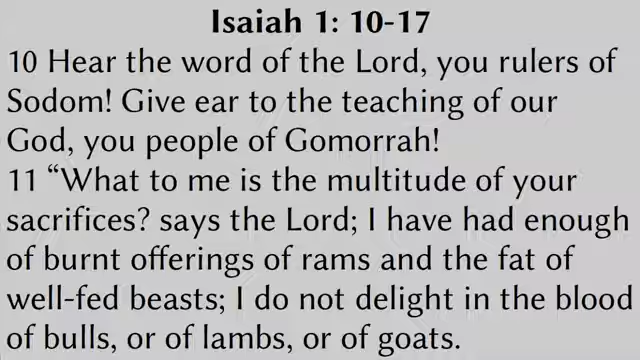 Isaiah 1: 10-17
10 Hear the word of the Lord, you rulers of
Sodom! Give ear to the teaching of our
God, you people of Gomorrah!
11 “What to me is the multitude of your
sacrifices? says the Lord; I have had enough
of burnt offerings of rams and the fat of
well-fed beasts; I do not delight in the blood
of bulls, or of lambs, or of goats.